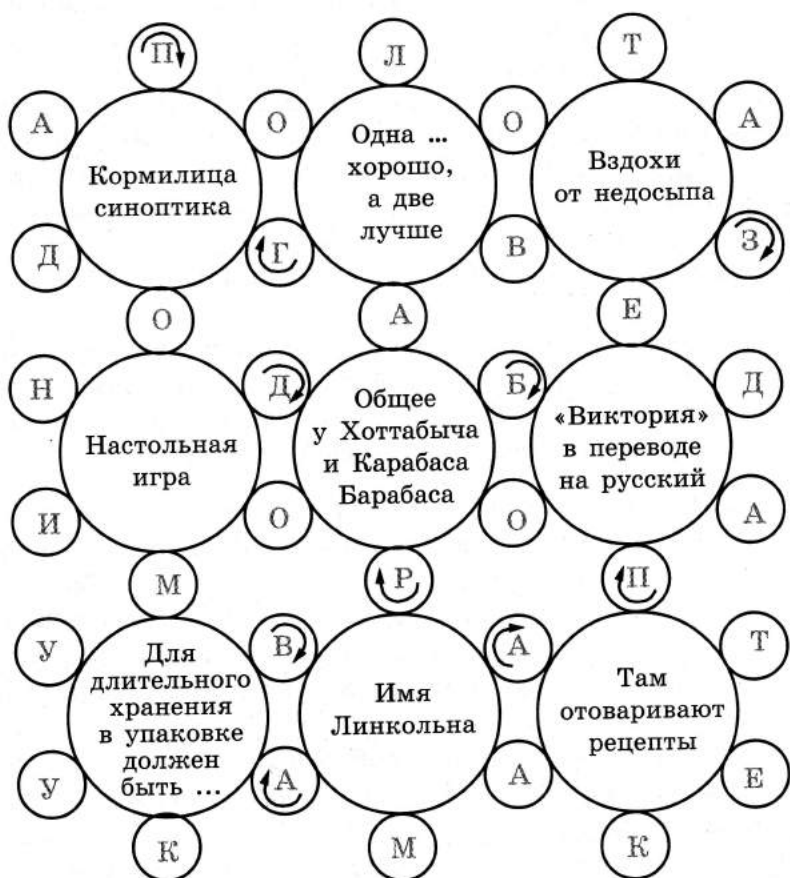 П Л Т
А О О А
Кормилица
синоптика
Одна ...
хорошо,
а две
лучше
Вздохи
от недосыпа
Д Г В З
О А Е
Н Д Б Д
Настольная
игра
Общее
у Хоттабыча
и Карабаса
Барабаса
«Виктория»
в переводе
на русский
И О О А
М Р П
У В А Т
Для
длительного
хранения
в упаковке
должен
быть ...
Имя
Линкольна
Там
отоваривают
рецепты
У А А Е
К М К